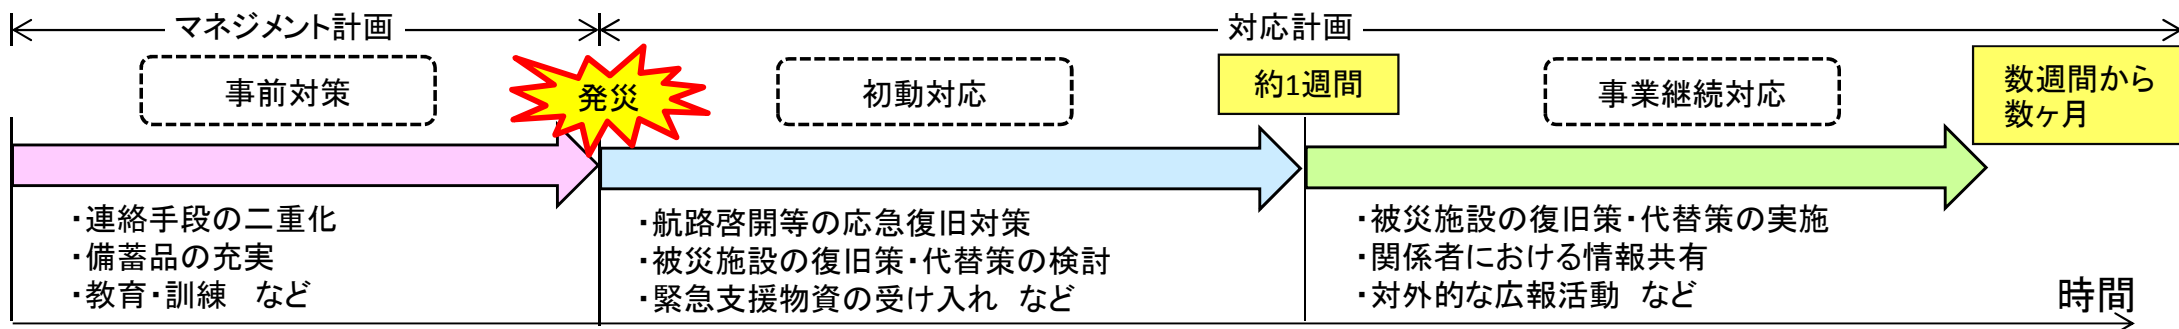 マネジメント計画
対応計画
事前対策
発災
初動対応
約1週間
事業継続対応
数週間から
数ヶ月
・連絡手段の二重化
・備蓄品の充実
・教育・訓練　など
・航路啓開等の応急復旧対策
・被災施設の復旧策・代替策の検討
・緊急支援物資の受け入れ　など
・被災施設の復旧策・代替策の実施
・関係者における情報共有
・対外的な広報活動　など
時間